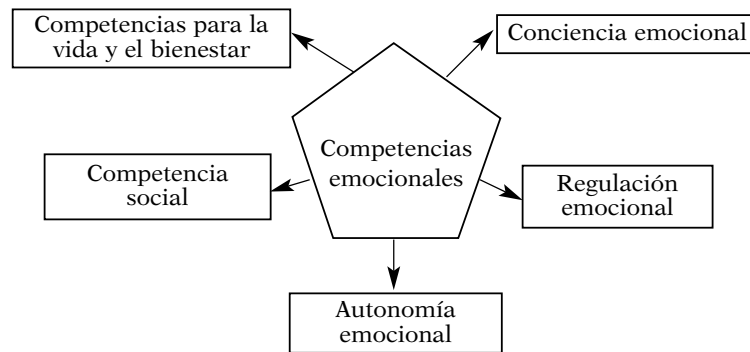 Competencias para la
vida y el bienestar
Conciencia emocional
Competencias
emocionales
Competencia
social
Regulación
emocional
Autonomía
emocional